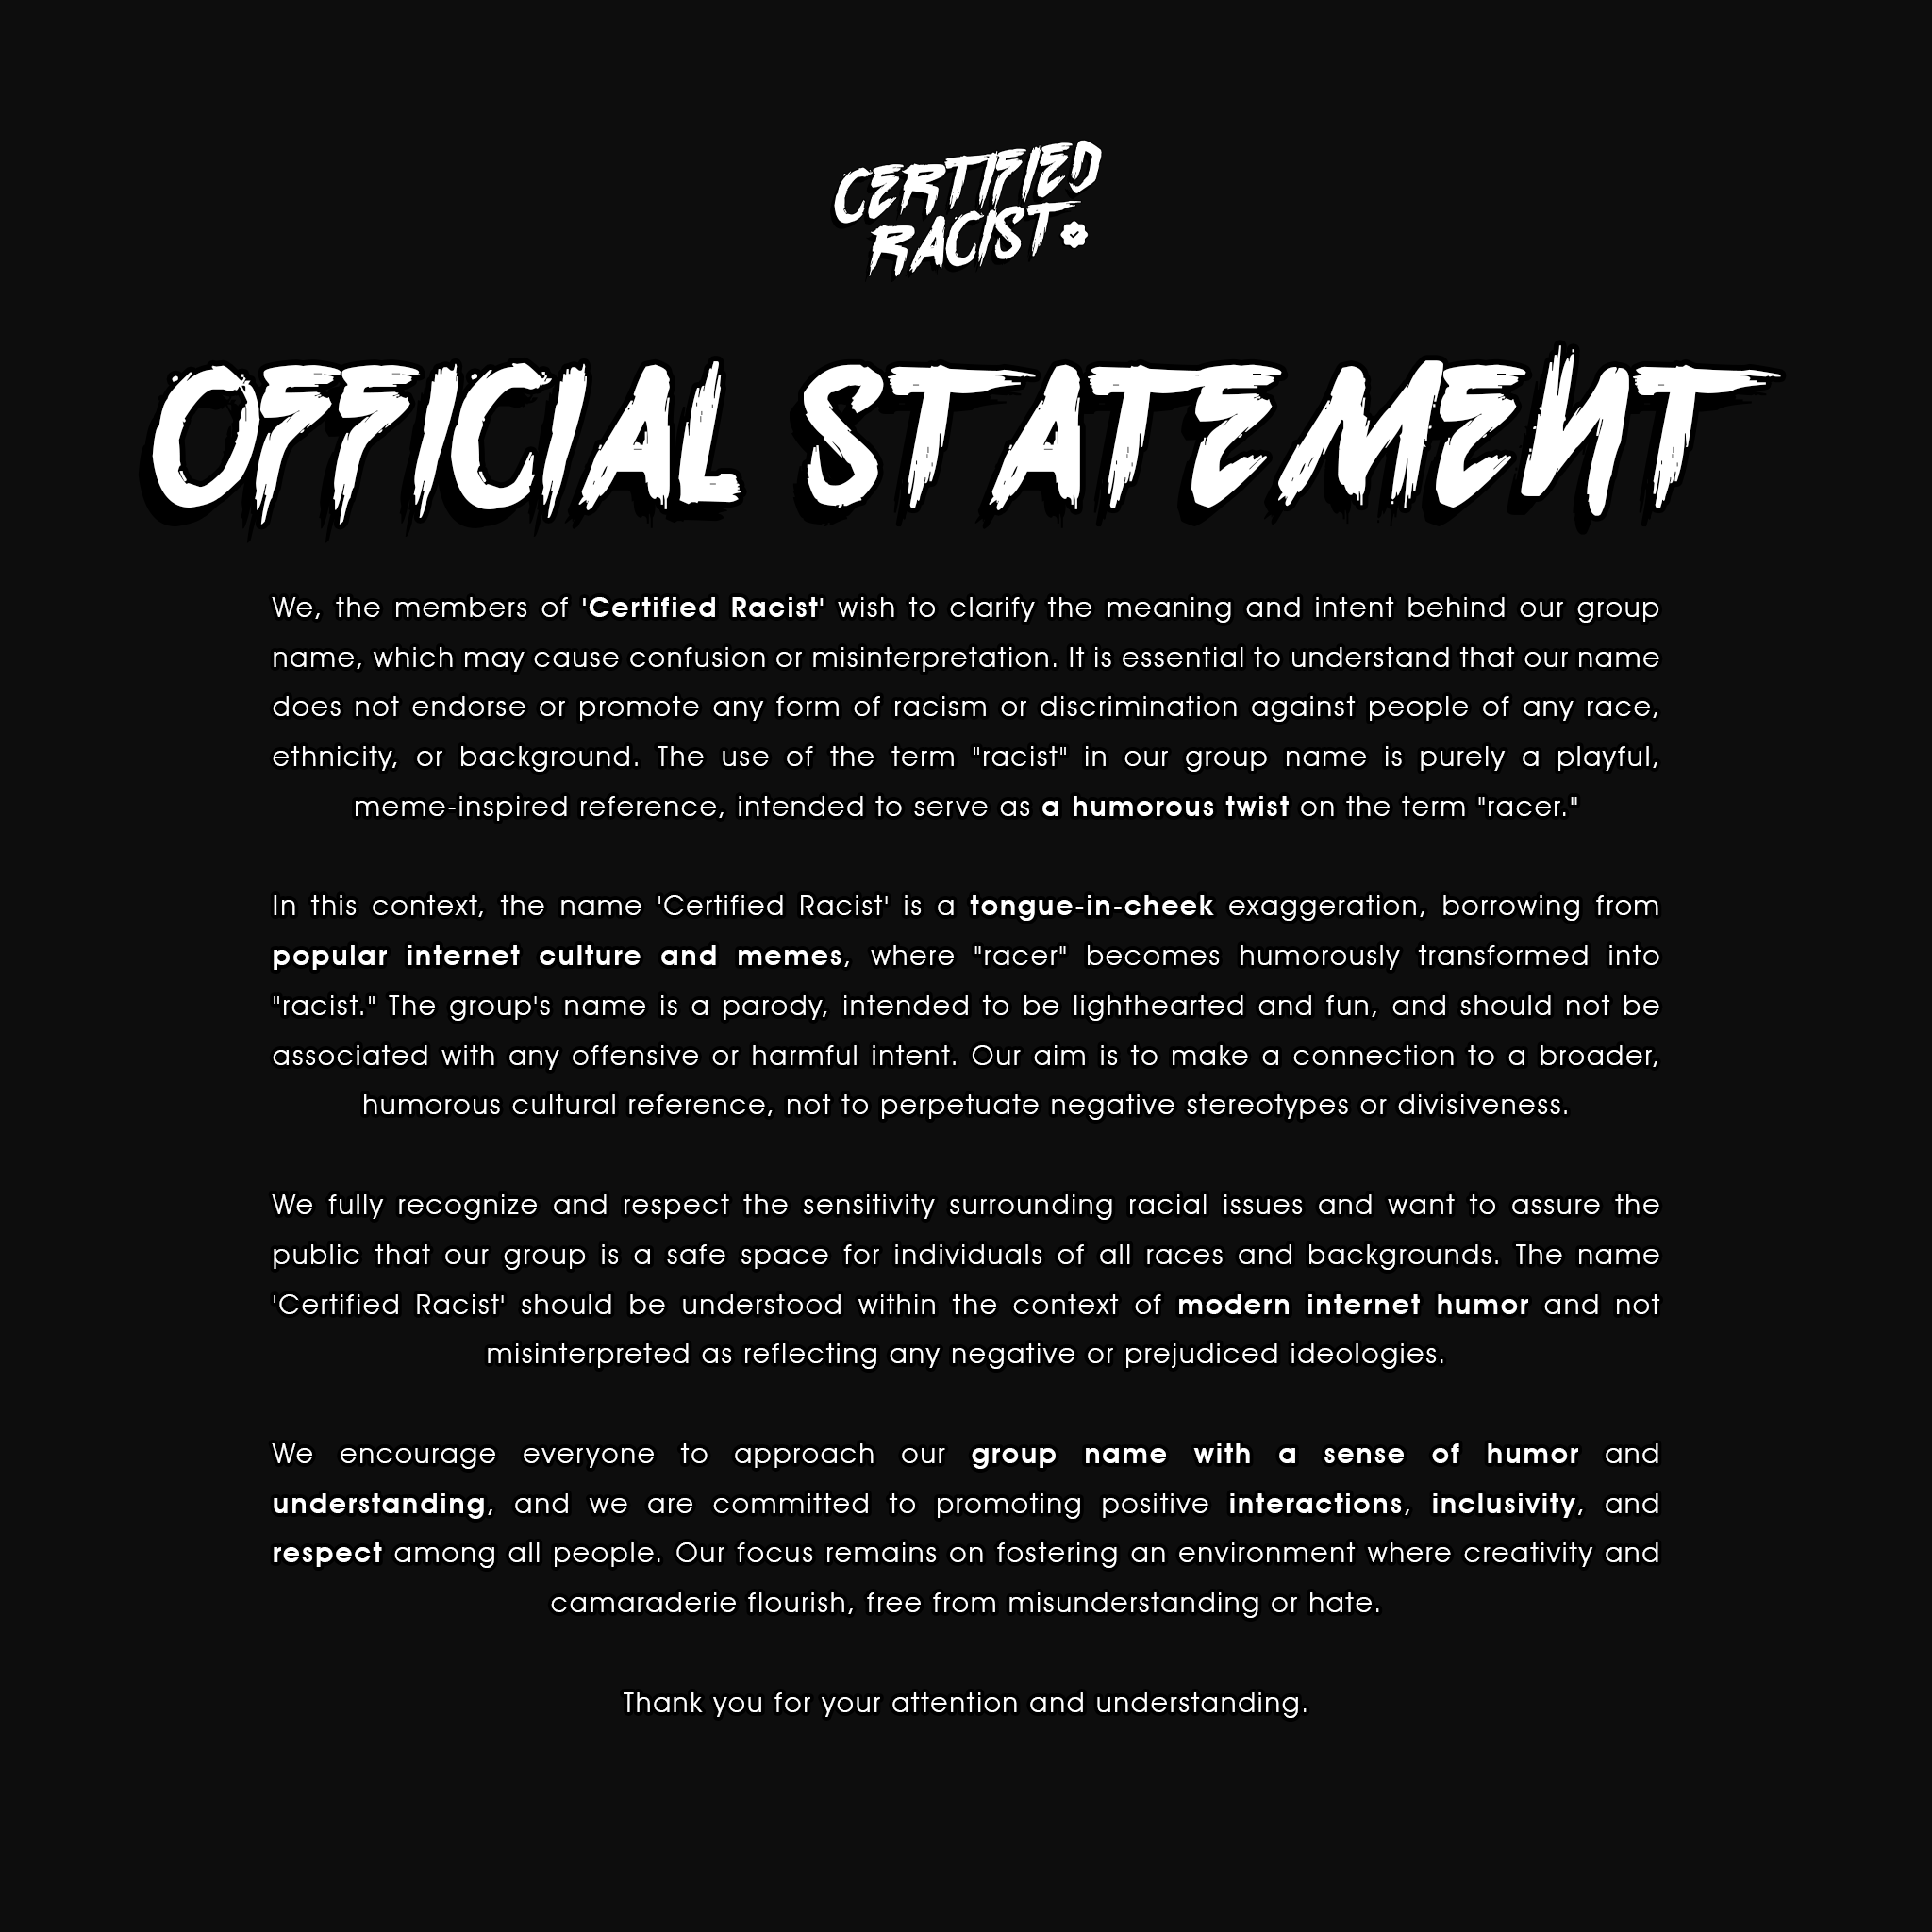 CERTIFIED
RACIST
OFFICIAL STATEMENT
We, the members of 'Certified Racist' wish to clarify the meaning and intent behind our group
name, which may cause confusion or misinterpretation. It is essential to understand that our name
does not endorse or promote any form of racism or discrimination against people of any race,
ethnicity, or background. The use of the term "racist" in our group name is purely a playful,
meme-inspired reference, intended to serve as a humorous twist on the term "racer."
In this context, the name 'Certified Racist' is a tongue-in-cheek exaggeration, borrowing from
popular internet culture and memes, where "racer" becomes humorously transformed into
"racist." The group's name is a parody, intended to be lighthearted and fun, and should not be
associated with any offensive or harmful intent. Our aim is to make a connection to a broader,
humorous cultural reference, not to perpetuate negative stereotypes or divisiveness.
We fully recognize and respect the sensitivity surrounding racial issues and want to assure the
public that our group is a safe space for individuals of all races and backgrounds. The name
'Certified Racist' should be understood within the context of modern internet humor and not
misinterpreted as reflecting any negative or prejudiced ideologies.
We encourage everyone to approach our group name with a sense of humor and
understanding, and we are committed to promoting positive interactions, inclusivity, and
respect among all people. Our focus remains on fostering an environment where creativity and
camaraderie flourish, free from misunderstanding or hate.
Thank you for your attention and understanding.